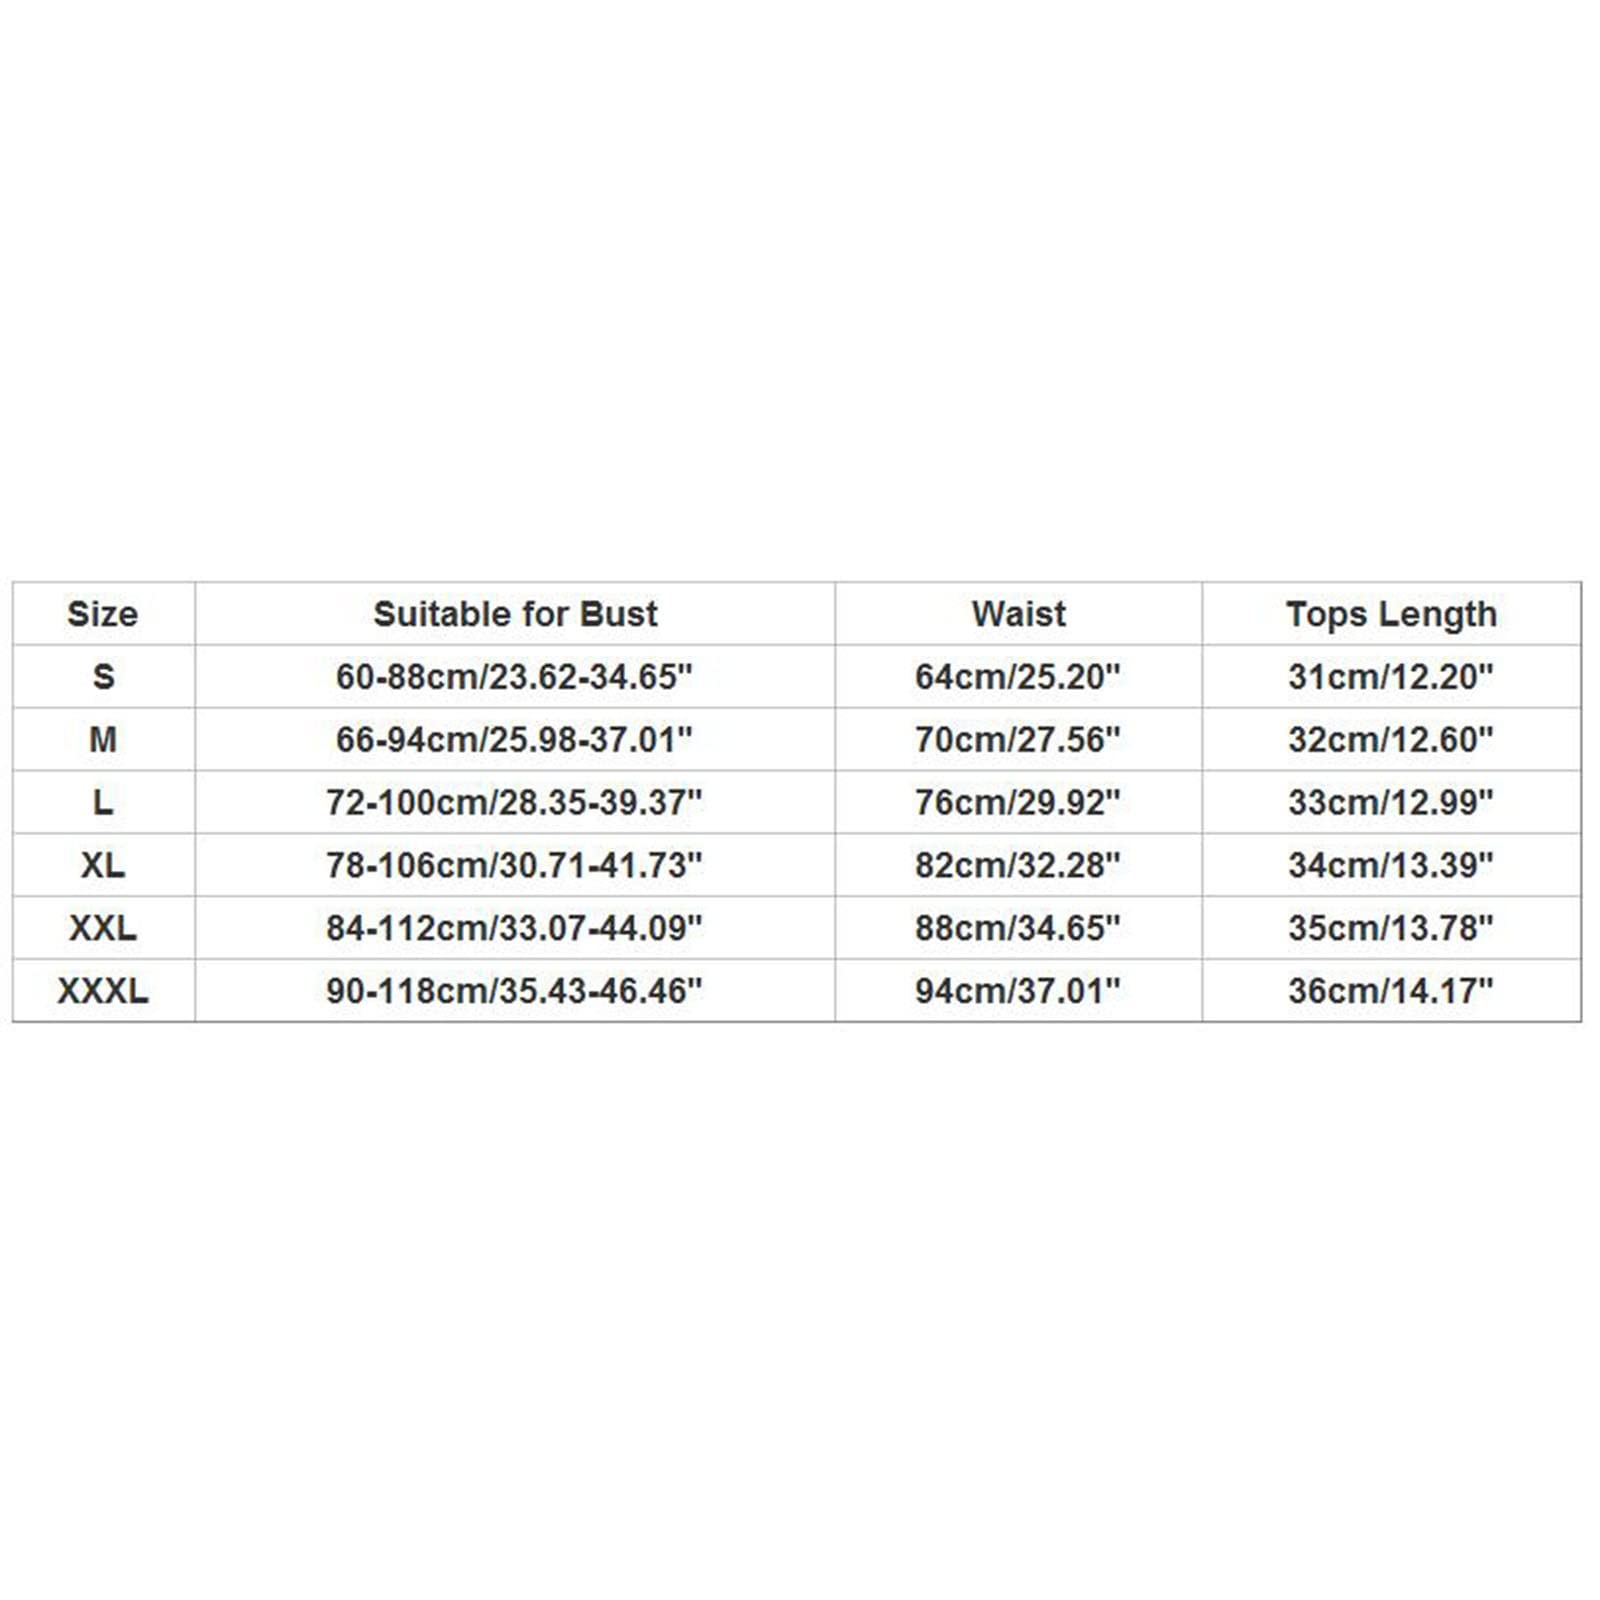 Size Suitable for Bust Waist Tops Length
S 60-88cm/23.62-34.65" 64cm/25.20" 31cm/12.20"
M 66-94cm/25.98-37.01" 70cm/27.56" 32cm/12.60"
L 72-100cm/28.35-39.37" 76cm/29.92" 33cm/12.99"
XL 78-106cm/30.71-41.73" 82cm/32.28" 34cm/13.39"
XXL 84-112cm/33.07-44.09" 88cm/34.65" 35cm/13.78"
XXXL 90-118cm/35.43-46.46" 94cm/37.01" 36cm/14.17"